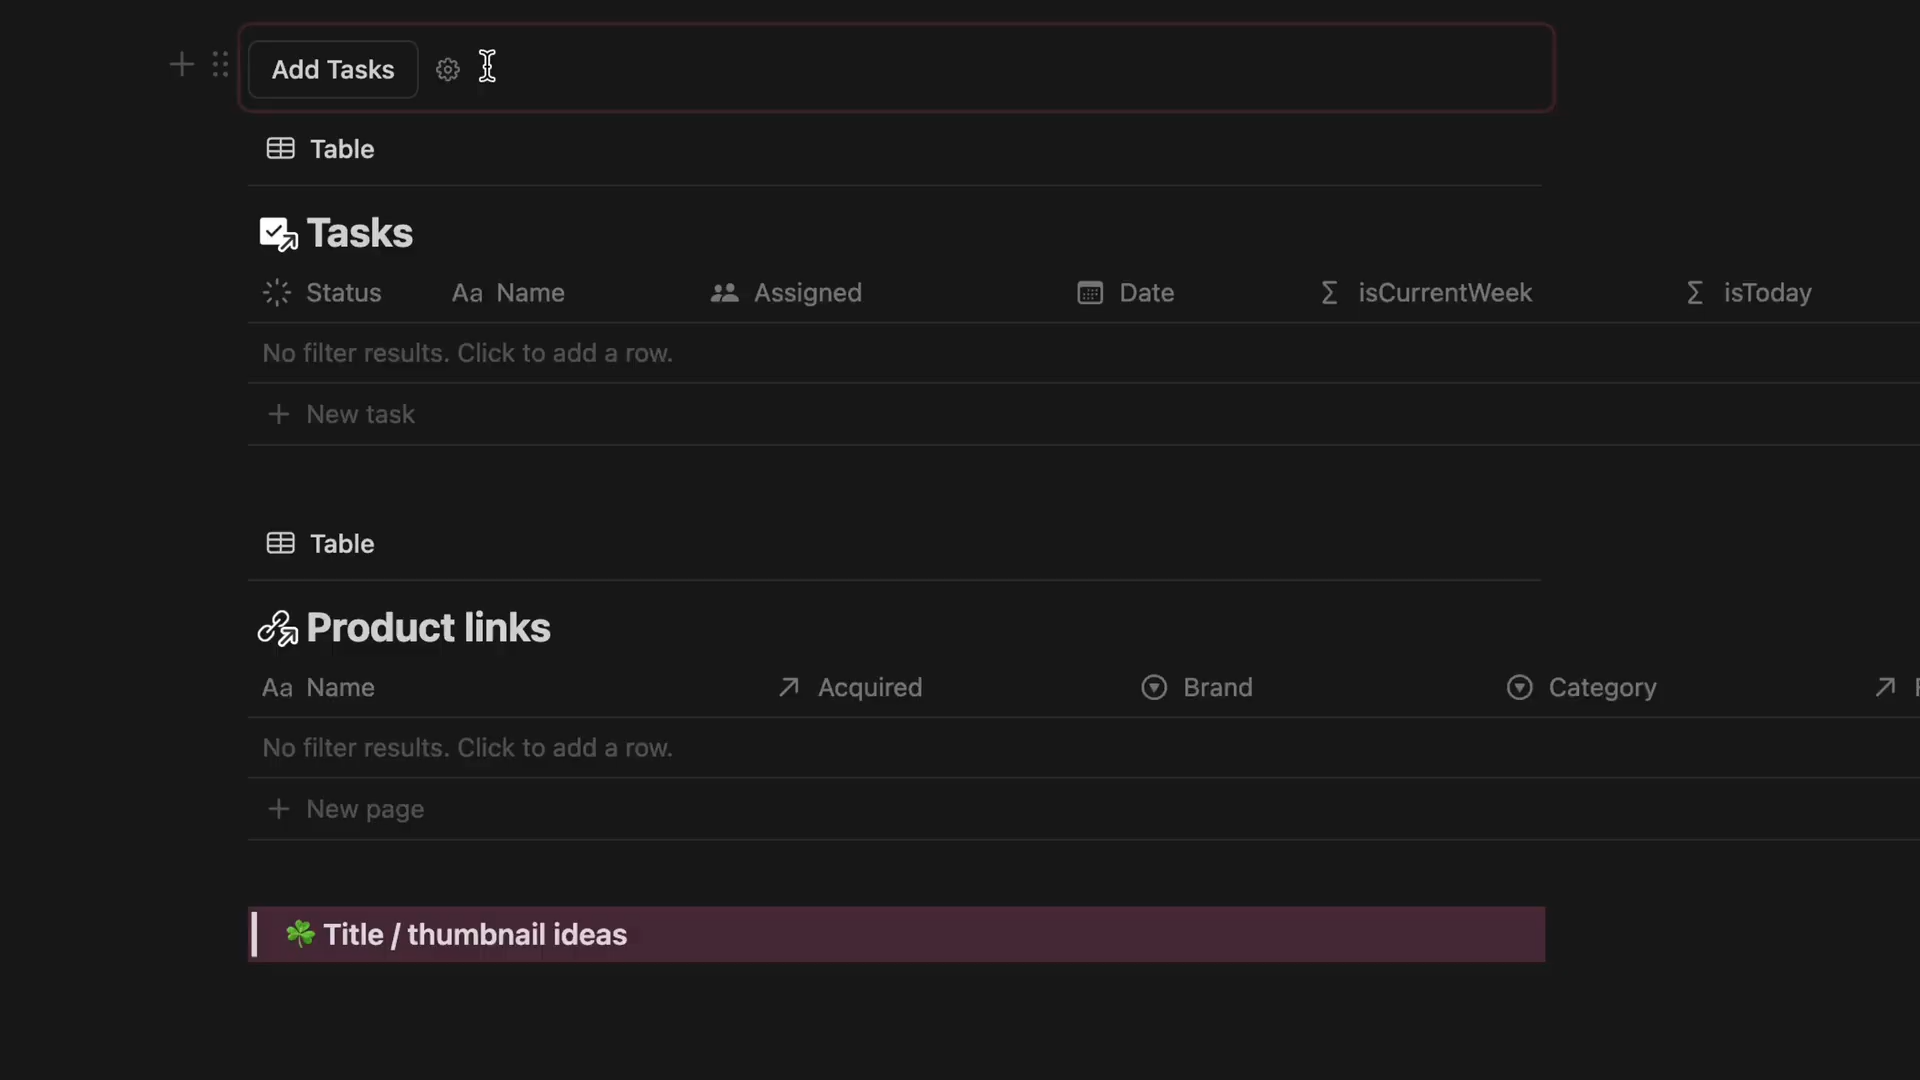 Add Tasks
Table
Tasks
Status Aa Name Assigned Date Σ isCurrentWeek Σ isToday
No filter results. Click to add a row.
+ New task
Table
Product links
Aa Name Acquired Brand Category
No filter results. Click to add a row.
+ New page
☘️ Title / thumbnail ideas